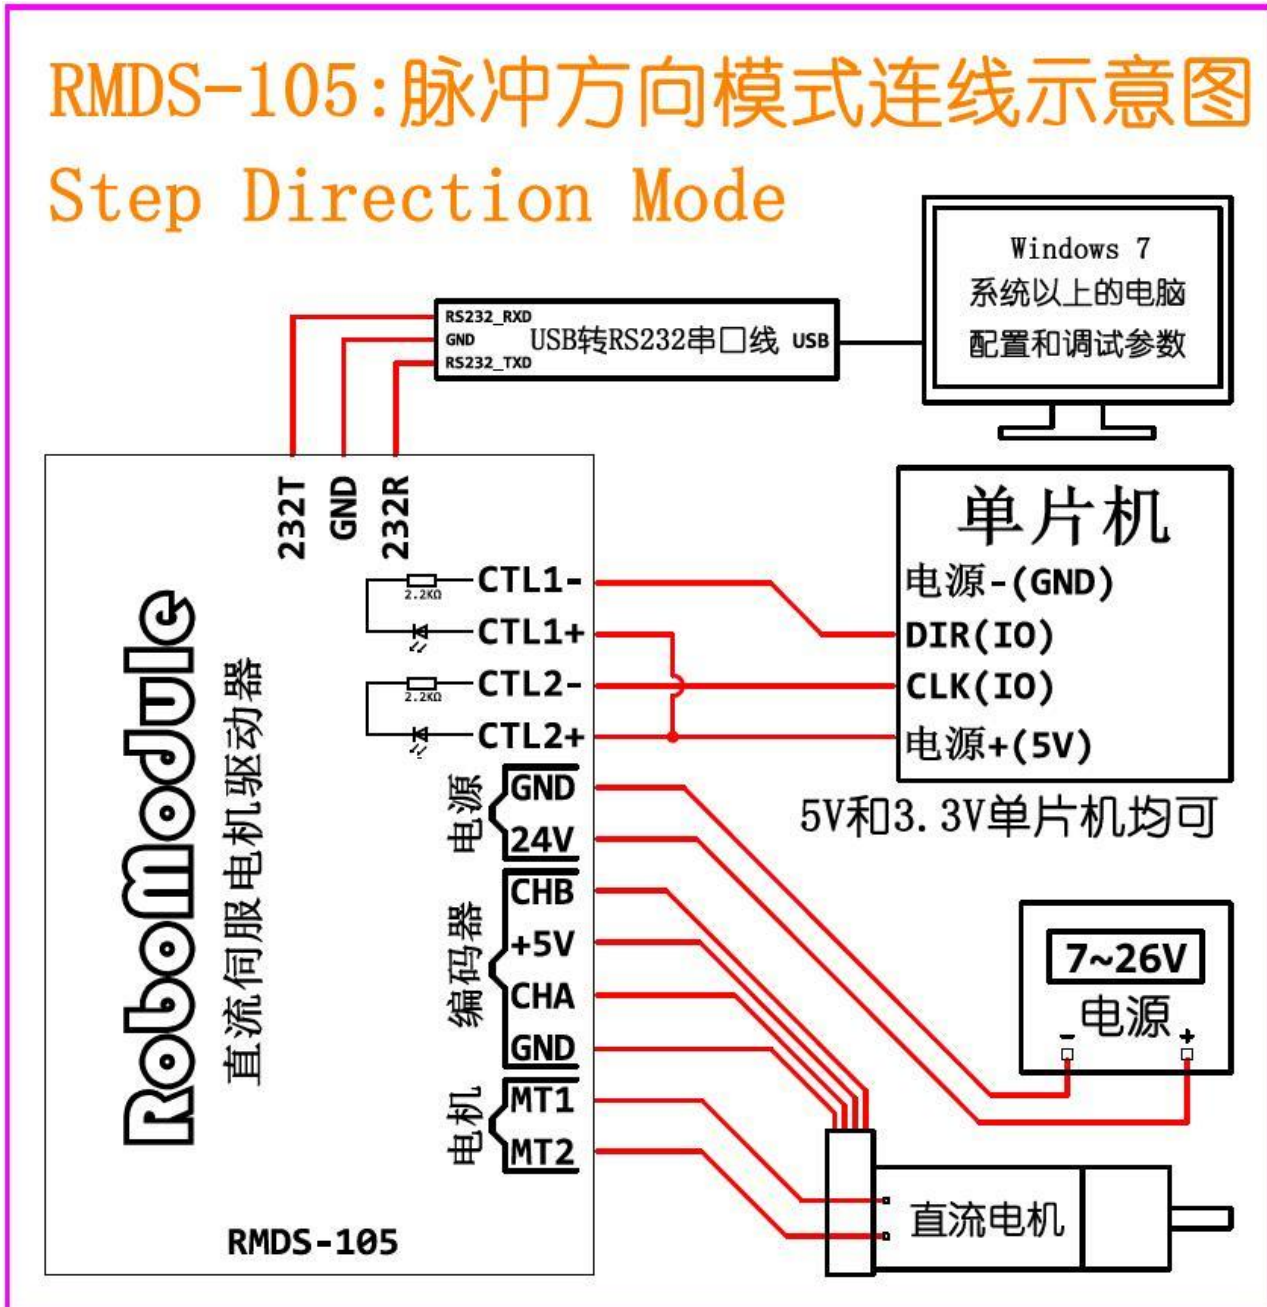 RMDS-105:脉冲方向模式连线示意图
Step Direction Mode
Windows 7
系统以上的电脑
配置和调试参数
RS232_RXD
GND
RS232_TXD
USB转RS232串口线
USB
232T
GND
232R
CTL1-
2.2KΩ
CTL1+
CTL2-
2.2KΩ
CTL2+
电源
GND
24V
编码器
CHB
+5V
CHA
GND
电机
MT1
MT2
RoboModule
直流伺服电机驱动器
RMDS-105
单片机
电源-(GND)
DIR(IO)
CLK(IO)
电源+(5V)
5V和3.3V单片机均可
7~26V
电源
- +
直流电机